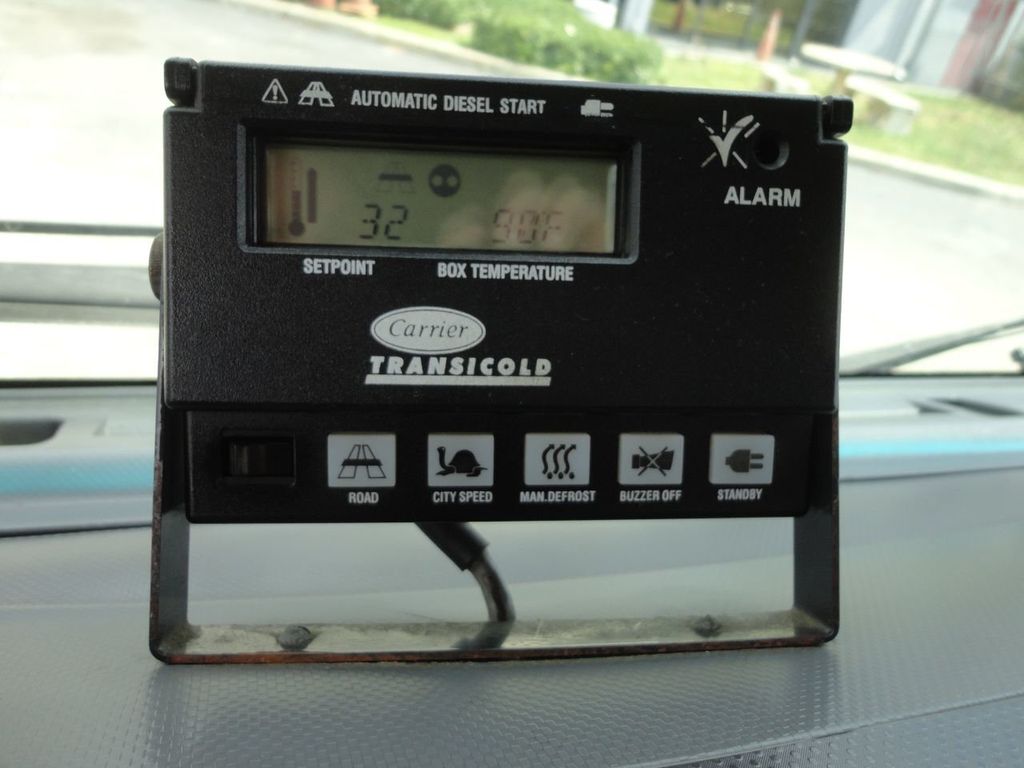 AUTOMATIC DIESEL START
ALARM
32 90F
SETPOINT BOX TEMPERATURE
Carrier
TRANSICOLD
ROAD CITY SPEED MAN.DEFROST BUZZER OFF STANDBY